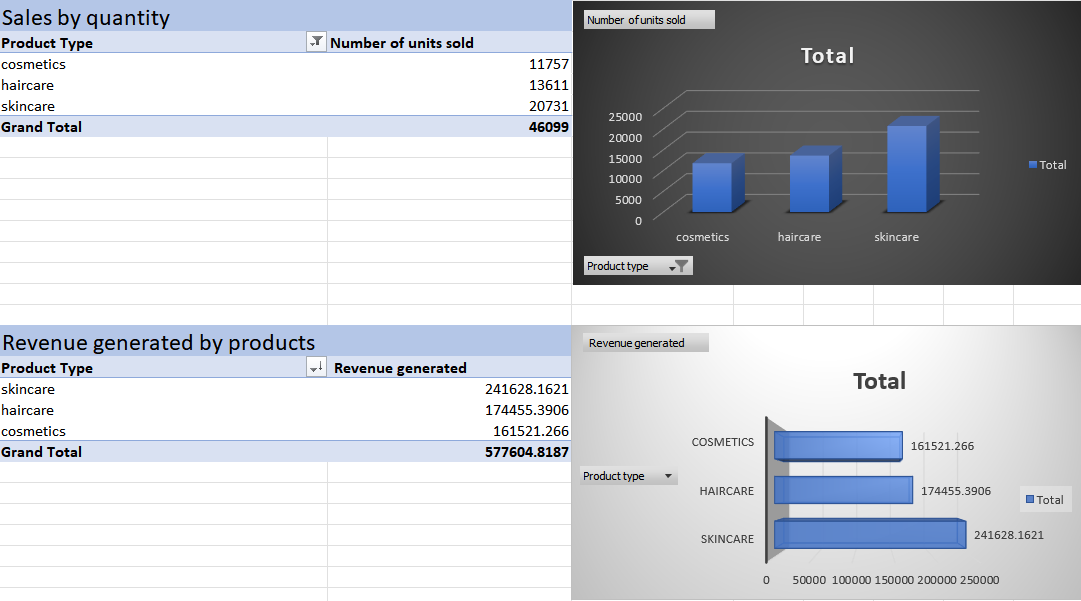 Sales by quantity
Product Type Number of units sold
cosmetics 11757
haircare 13611
skincare 20731
Grand Total 46099
Number of units sold
Total
25000
20000
15000
10000
5000
0
cosmetics haircare skincare
Total
Product type
Revenue generated by products
Product Type Revenue generated
skincare 241628.1621
haircare 174455.3906
cosmetics 161521.266
Grand Total 577604.8187
Revenue generated
Total
COSMETICS 161521.266
Product type
HAIRCARE 174455.3906
Total
SKINCARE 241628.1621
0 50000 100000 150000 200000 250000